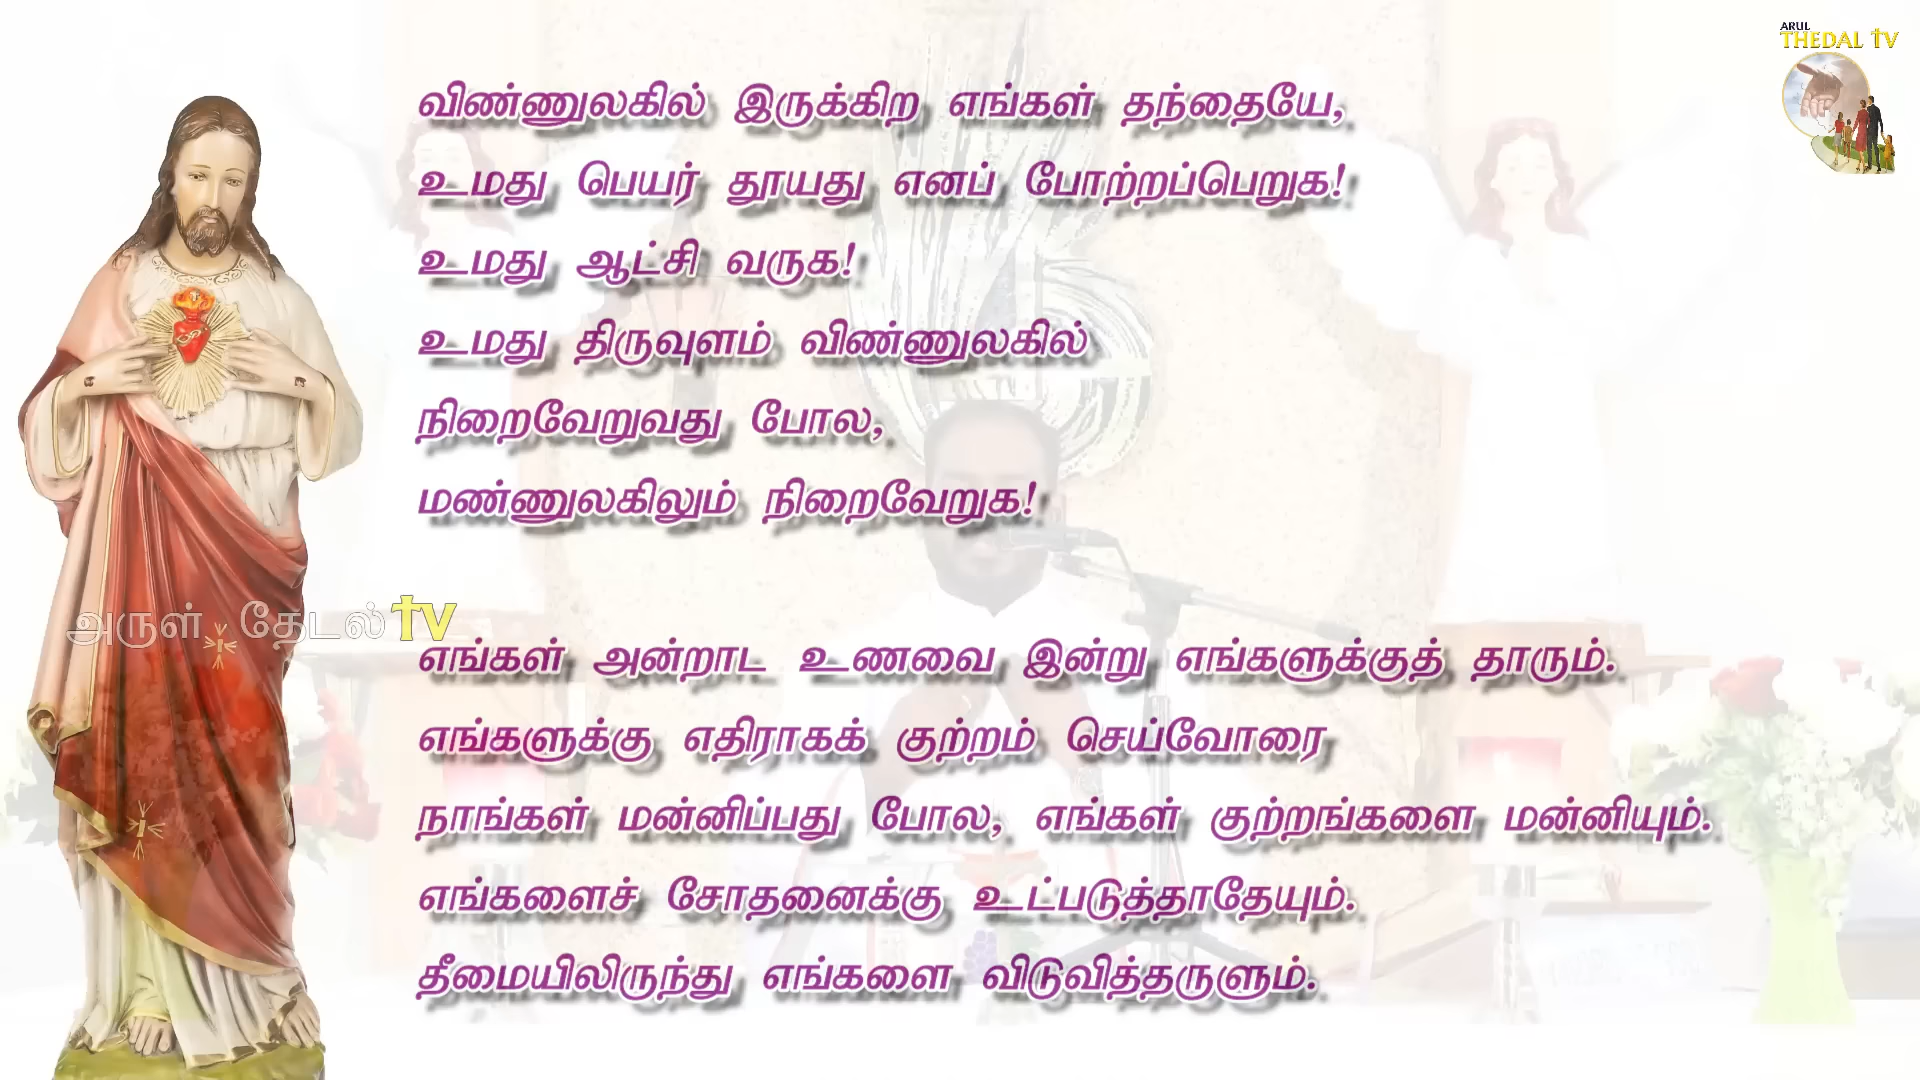 ARUL
THEDAL TV
விண்ணுலகில் இருக்கிற எங்கள் தந்தையே,
உமது பெயர் தூயது எனப் போற்றப்பெறுக!
உமது ஆட்சி வருக!
உமது திருவுளம் விண்ணுலகில்
நிறைவேறுவது போல,
மண்ணுலகிலும் நிறைவேறுக!
அருள் தேடல் TV
எங்கள் அன்றாட உணவை இன்று எங்களுக்குத் தாரும்.
எங்களுக்கு எதிராகக் குற்றம் செய்வோரை
நாங்கள் மன்னிப்பது போல, எங்கள் குற்றங்களை மன்னியும்.
எங்களைச் சோதனைக்கு உட்படுத்தாதேயும்.
தீமையிலிருந்து எங்களை விடுவித்தருளும்.